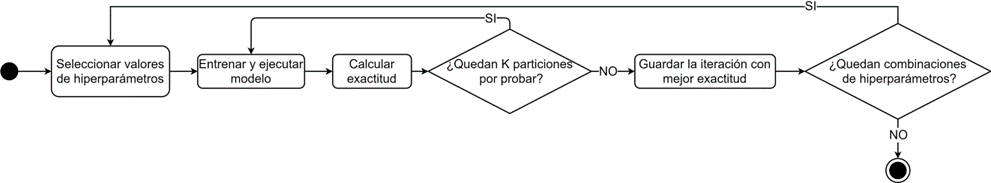 SI
SI
Seleccionar valores
de hiperparámetros
Entrenar y ejecutar
modelo
Calcular
exactitud
¿Quedan K particiones
por probar?
NO
Guardar la iteración con
mejor exactitud
¿Quedan combinaciones
de hiperparámetros?
NO